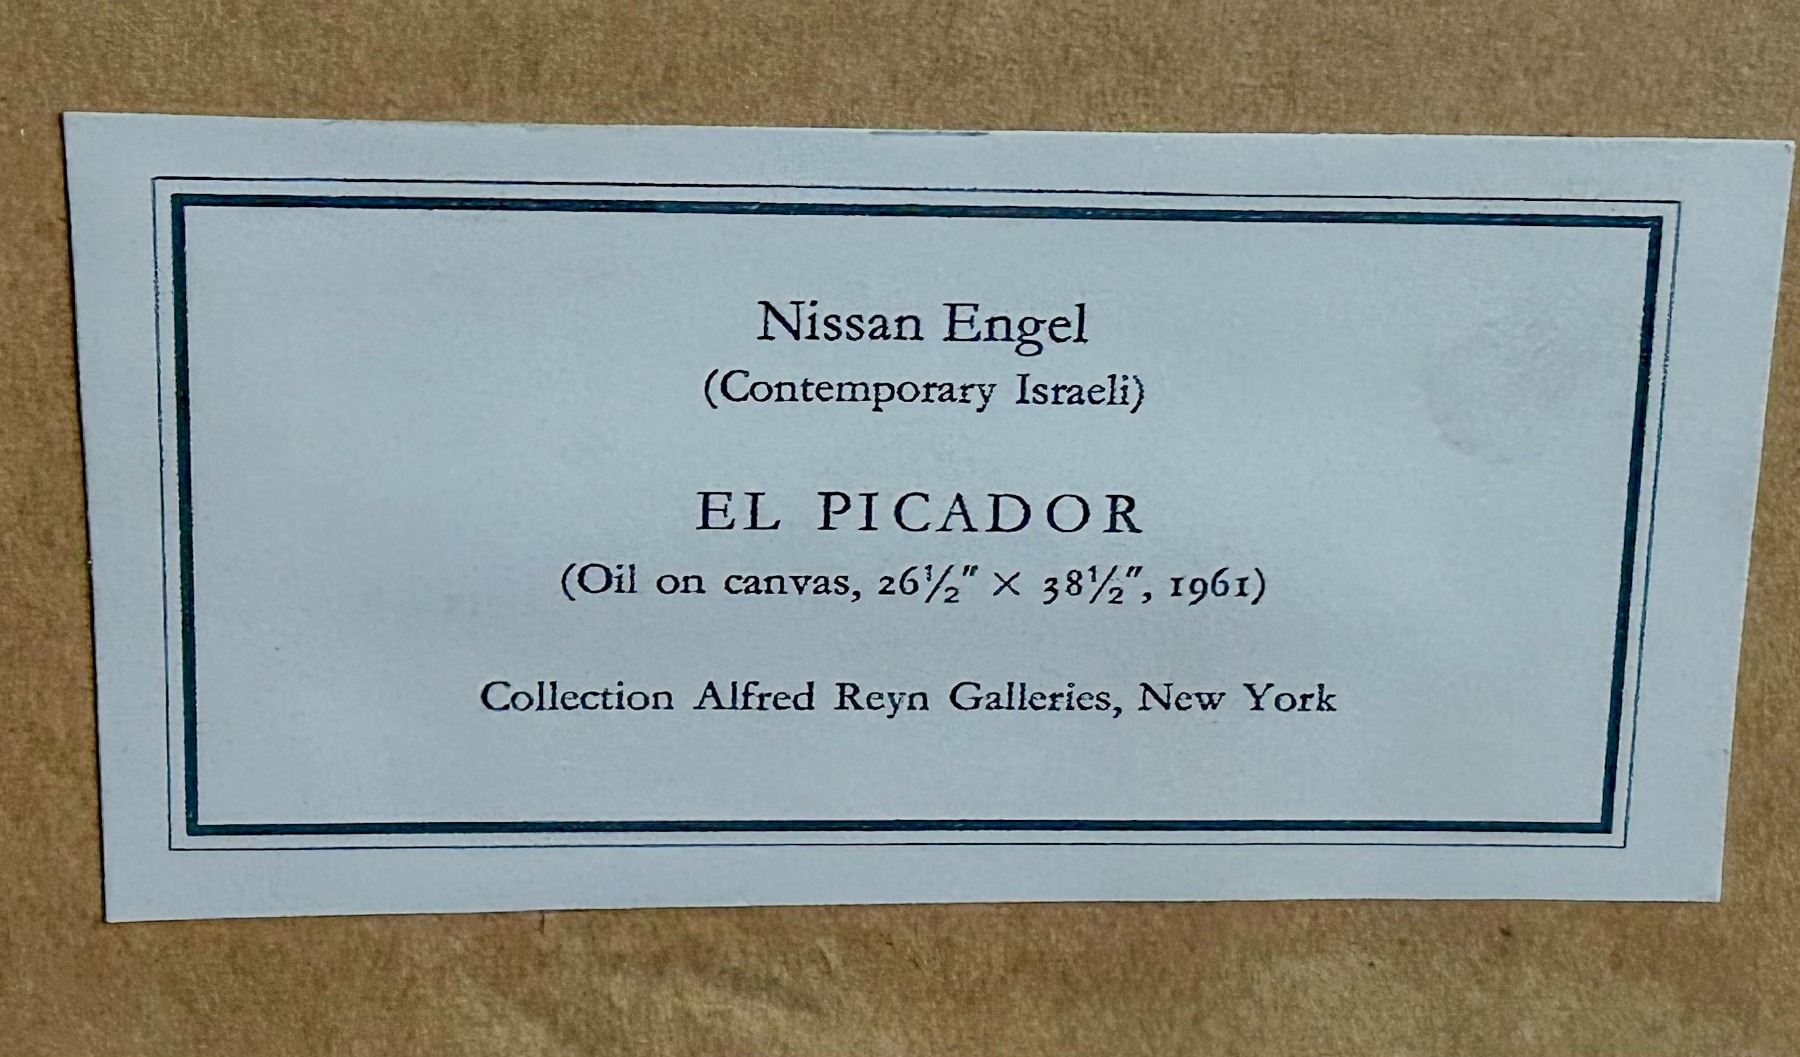 Nissan Engel
(Contemporary Israeli)
EL PICADOR
(Oil on canvas, 26½" × 38½", 1961)
Collection Alfred Reyn Galleries, New York